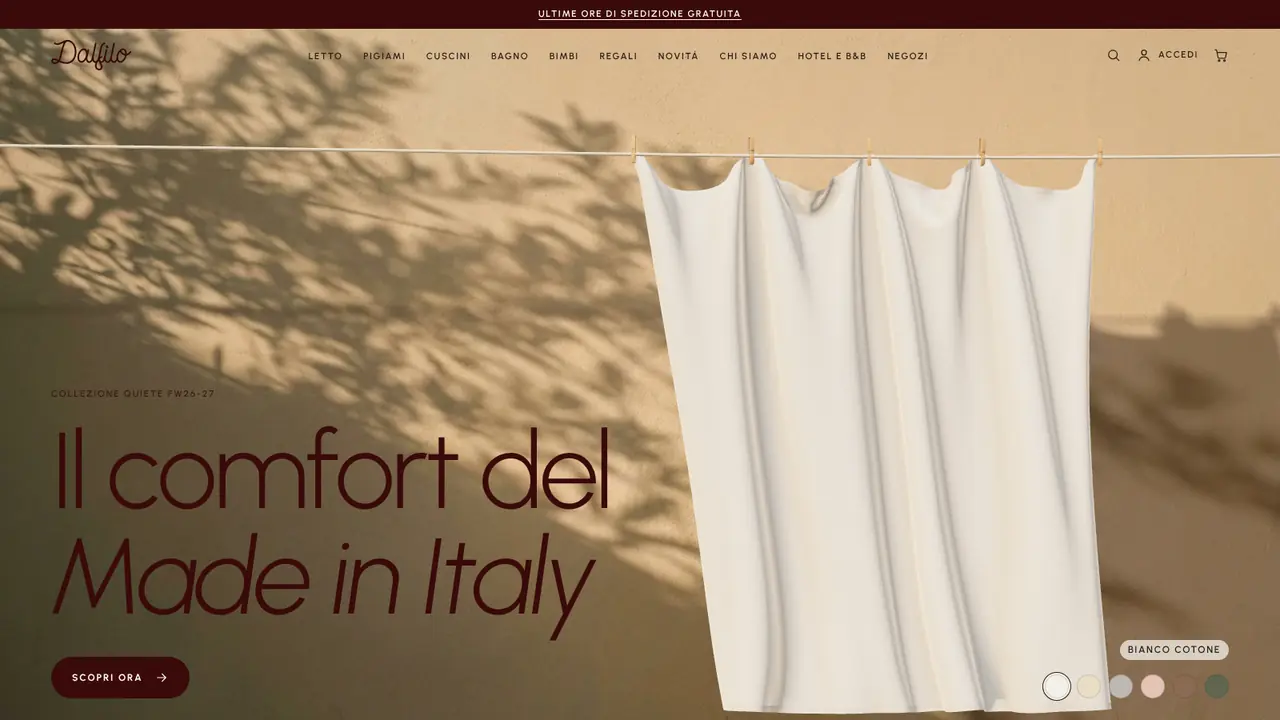 ULTIME ORE DI SPEDIZIONE GRATUITA
Dalfilo
LETTO PIGIAMI CUSCINI BAGNO BIMBI REGALI NOVITÁ CHI SIAMO HOTEL E B&B NEGOZI
ACCEDI
COLLEZIONE QUIETE FW26-27
Il comfort del
Made in Italy
SCOPRI ORA
BIANCO COTONE